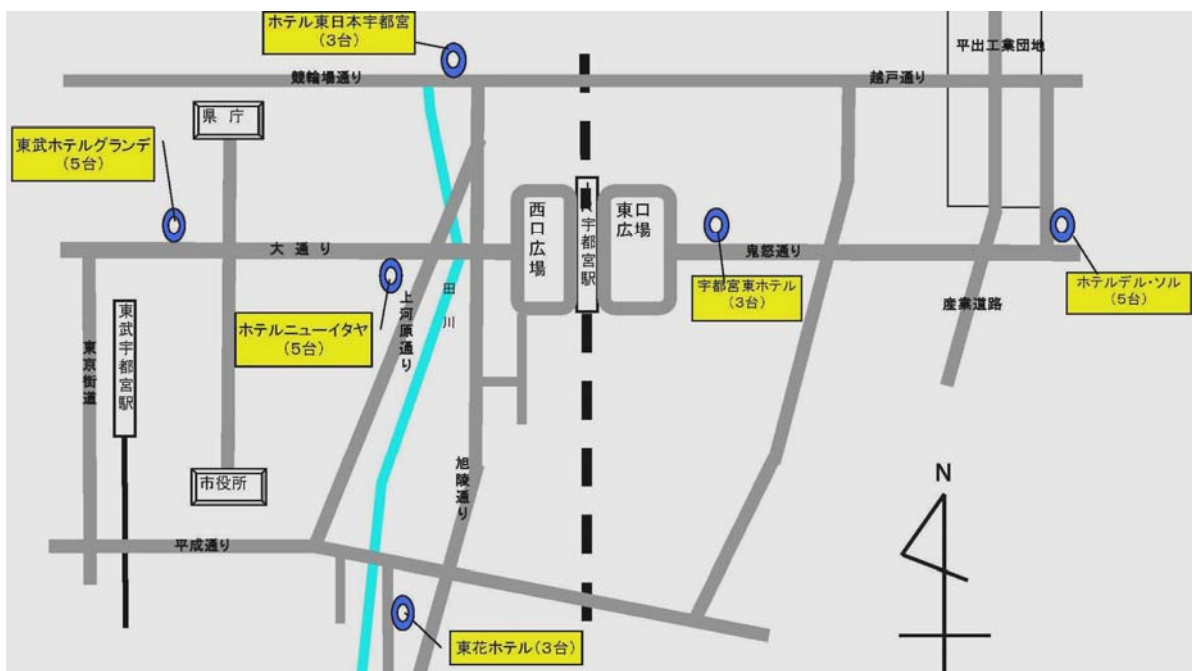 ホテル東日本宇都宮
(3台)
平出工業団地
競輪場通り
越戸通り
県 庁
東武ホテルグランデ
(5台)
西口広場
宇都宮駅
東口
広場
大 通 り
鬼怒通り
宇都宮東ホテル
(3台)
ホテルデル・ソル
(5台)
田川
上河原通り
ホテルニューイタヤ
(5台)
産業道路
東武宇都宮駅
東京街道
市役所
旭陵通り
N
平成通り
東花ホテル(3台)